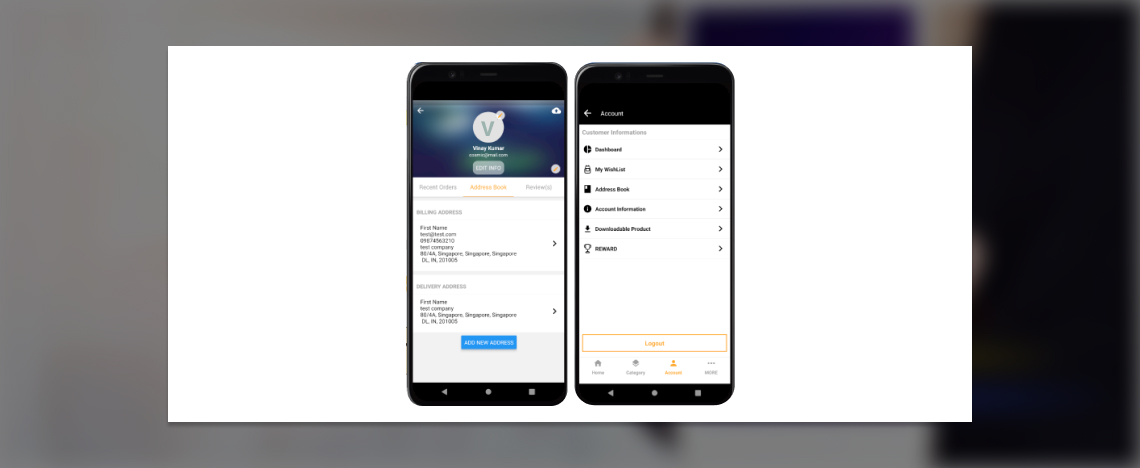 V
Vinay Kumar
EDIT INFO
Recent Orders Address Book Review(s)
BILLING ADDRESS
First Name
test@test.com
09874563210
test company
80/4A, Singapore, Singapore, Singapore
DL, IN, 201005
DELIVERY ADDRESS
First Name
test company
80/4A, Singapore, Singapore, Singapore
DL, IN, 201005
ADD NEW ADDRESS
Account
Customer Informations
Dashboard
My WishList
Address Book
Account Information
Downloadable Product
REWARD
Logout
Home Category Account MORE